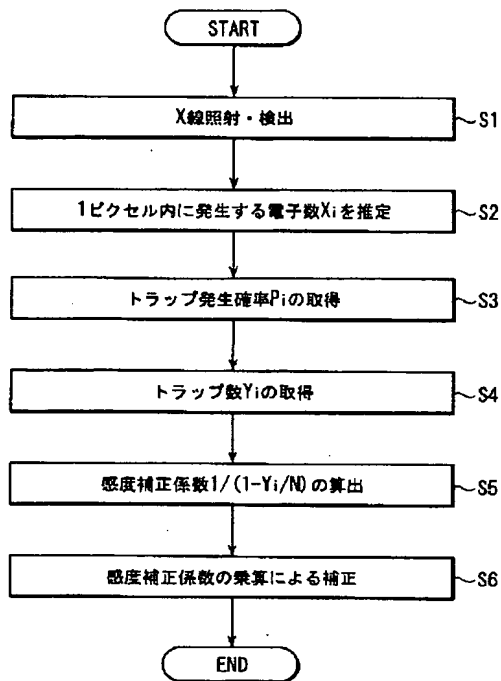 START
X線照射・検出
S1
1ピクセル内に発生する電子数Xiを推定
S2
トラップ発生確率Piの取得
S3
トラップ数Yiの取得
S4
感度補正係数1/(1-Yi/N)の算出
S5
感度補正係数の乗算による補正
S6
END